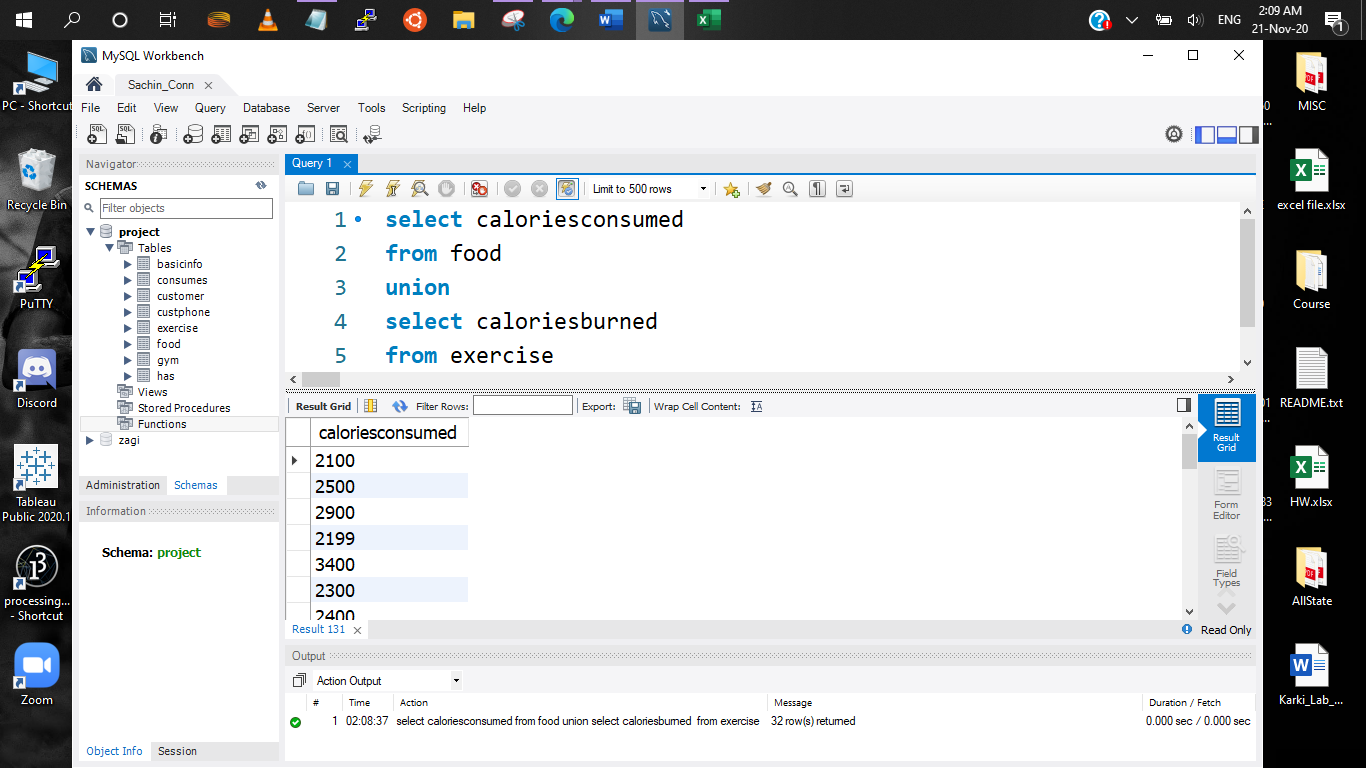 2:09 AM
ENG
21-Nov-20
1
MySQL Workbench
Sachin_Conn
File Edit View Query Database Server Tools Scripting Help
Navigator
SCHEMAS
Filter objects
project
Tables
basicinfo
consumes
customer
custphone
exercise
food
gym
has
Views
Stored Procedures
Functions
zagi
Administration Schemas
Information
Schema: project
Object Info Session
Query 1
Limit to 500 rows
1 select caloriesconsumed
2 from food
3 union
4 select caloriesburned
5 from exercise
Result Grid Filter Rows: Export: Wrap Cell Content:
caloriesconsumed
2100
2500
2900
2199
3400
2300
2400
Result Grid
Form Editor
Field Types
Result 131
Read Only
Output
Action Output
# Time Action Message Duration / Fetch
1 02:08:37 select caloriesconsumed from food union select caloriesburned from exercise 32 row(s) returned 0.000 sec / 0.000 sec
PC - Shortcut
Recycle Bin
PuTTY
Discord
Tableau
Public 2020.1
processing...
- Shortcut
Zoom
MISC
excel file.xlsx
Course
README.txt
HW.xlsx
AllState
Karki_Lab_...